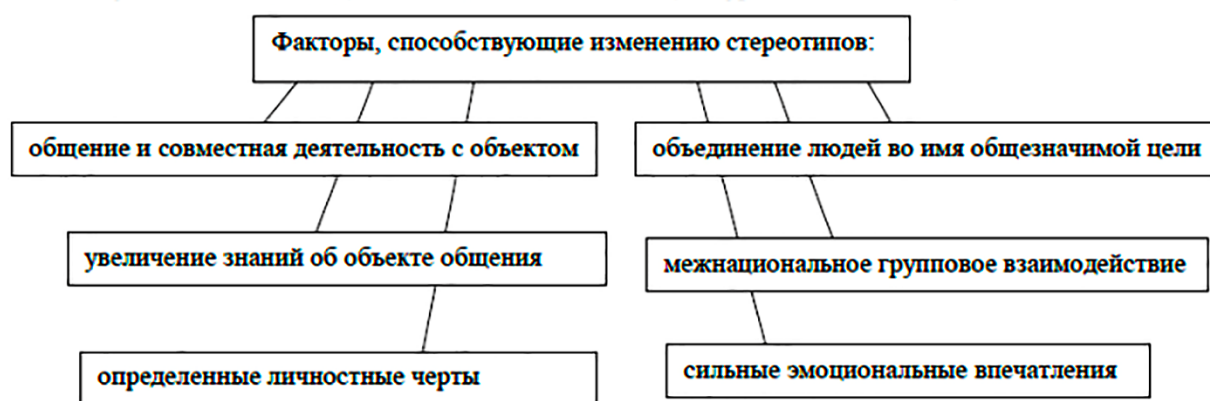 Факторы, способствующие изменению стереотипов:
общение и совместная деятельность с объектом
объединение людей во имя общезначимой цели
увеличение знаний об объекте общения
межнациональное групповое взаимодействие
определенные личностные черты
сильные эмоциональные впечатления